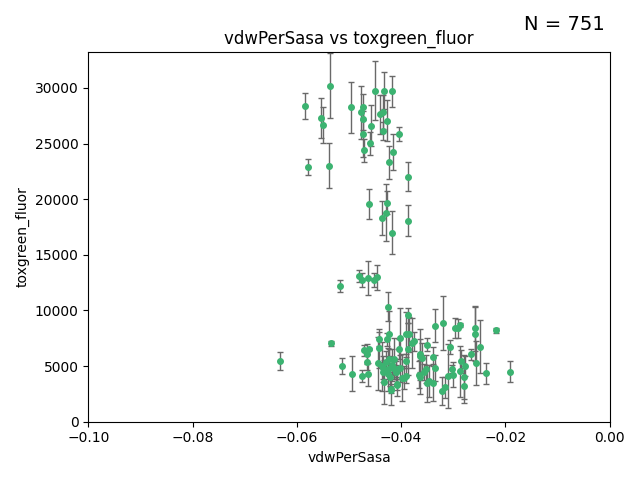 N = 751
vdwPerSasa vs toxgreen_fluor
30000
25000
20000
15000
10000
5000
0
toxgreen_fluor
−0.10 −0.08 −0.06 −0.04 −0.02 0.00
vdwPerSasa